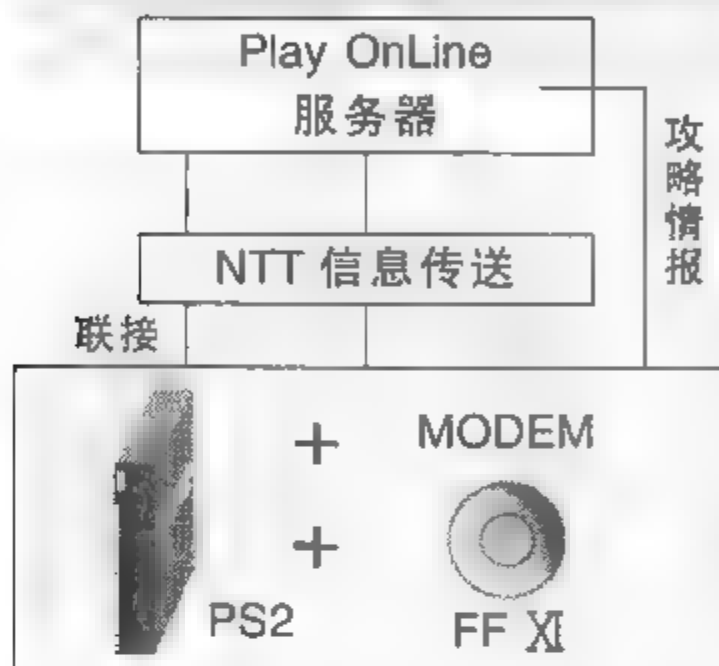 Play OnLine
服务器
攻略情报
NTT 信息传送
联接
+
MODEM
+
PS2
FF XI